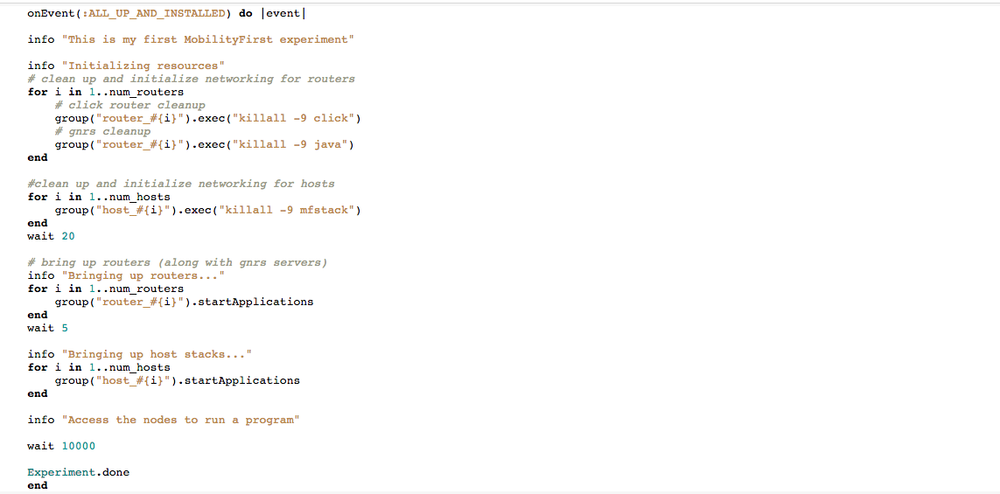 onEvent(:ALL_UP_AND_INSTALLED) do |event|
info "This is my first MobilityFirst experiment"
info "Initializing resources"
# clean up and initialize networking for routers
for i in 1..num_routers
    # click router cleanup
    group("router_#{i}").exec("killall -9 click")
    # gnrs cleanup
    group("router_#{i}").exec("killall -9 java")
end
#clean up and initialize networking for hosts
for i in 1..num_hosts
    group("host_#{i}").exec("killall -9 mfstack")
end
wait 20
# bring up routers (along with gnrs servers)
info "Bringing up routers..."
for i in 1..num_routers
    group("router_#{i}").startApplications
end
wait 5
info "Bringing up host stacks..."
for i in 1..num_hosts
    group("host_#{i}").startApplications
end
info "Access the nodes to run a program"
wait 10000
Experiment.done
end